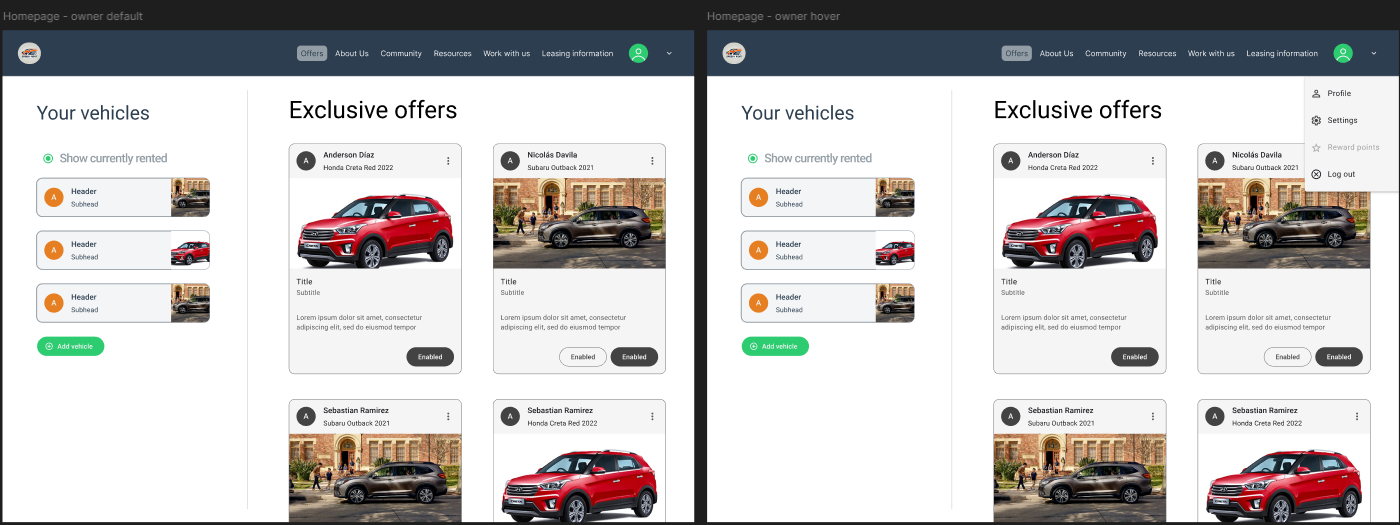 Homepage - owner default
Offers About Us Community Resources Work with us Leasing information
Your vehicles
Show currently rented
A Header
Subhead
A Header
Subhead
A Header
Subhead
Add vehicle
Exclusive offers
A Anderson Díaz
Honda Creta Red 2022
Title
Subtitle
Lorem ipsum dolor sit amet, consectetur
adipiscing elit, sed do eiusmod tempor
Enabled
A Nicolás Davila
Subaru Outback 2021
Title
Subtitle
Lorem ipsum dolor sit amet, consectetur
adipiscing elit, sed do eiusmod tempor
Enabled Enabled
A Sebastian Ramirez
Subaru Outback 2021
A Sebastian Ramirez
Honda Creta Red 2022
Homepage - owner hover
Offers About Us Community Resources Work with us Leasing information
Profile
Settings
Reward points
Log out
Your vehicles
Show currently rented
A Header
Subhead
A Header
Subhead
A Header
Subhead
Add vehicle
Exclusive offers
A Anderson Díaz
Honda Creta Red 2022
Title
Subtitle
Lorem ipsum dolor sit amet, consectetur
adipiscing elit, sed do eiusmod tempor
Enabled
A Nicolás Davila
Subaru Outback 2021
Title
Subtitle
Lorem ipsum dolor sit amet, consectetur
adipiscing elit, sed do eiusmod tempor
Enabled Enabled
A Sebastian Ramirez
Subaru Outback 2021
A Sebastian Ramirez
Honda Creta Red 2022